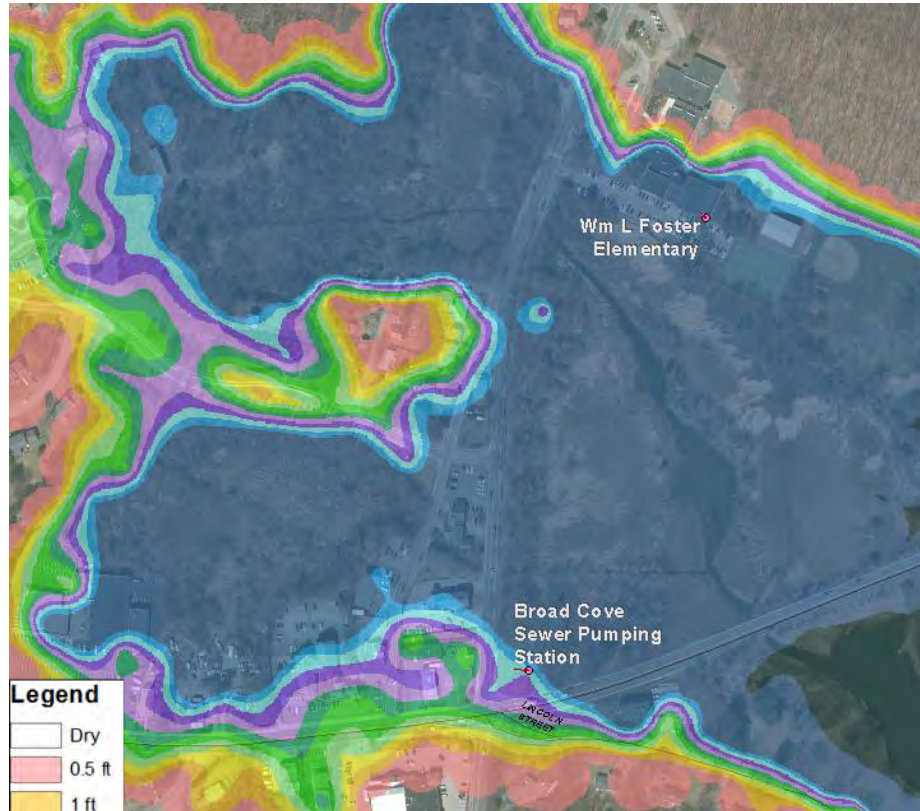 Wm L Foster
Elementary
Broad Cove
Sewer Pumping
Station
LINCOLN
STREET
Legend
Dry
0.5 ft
1 ft